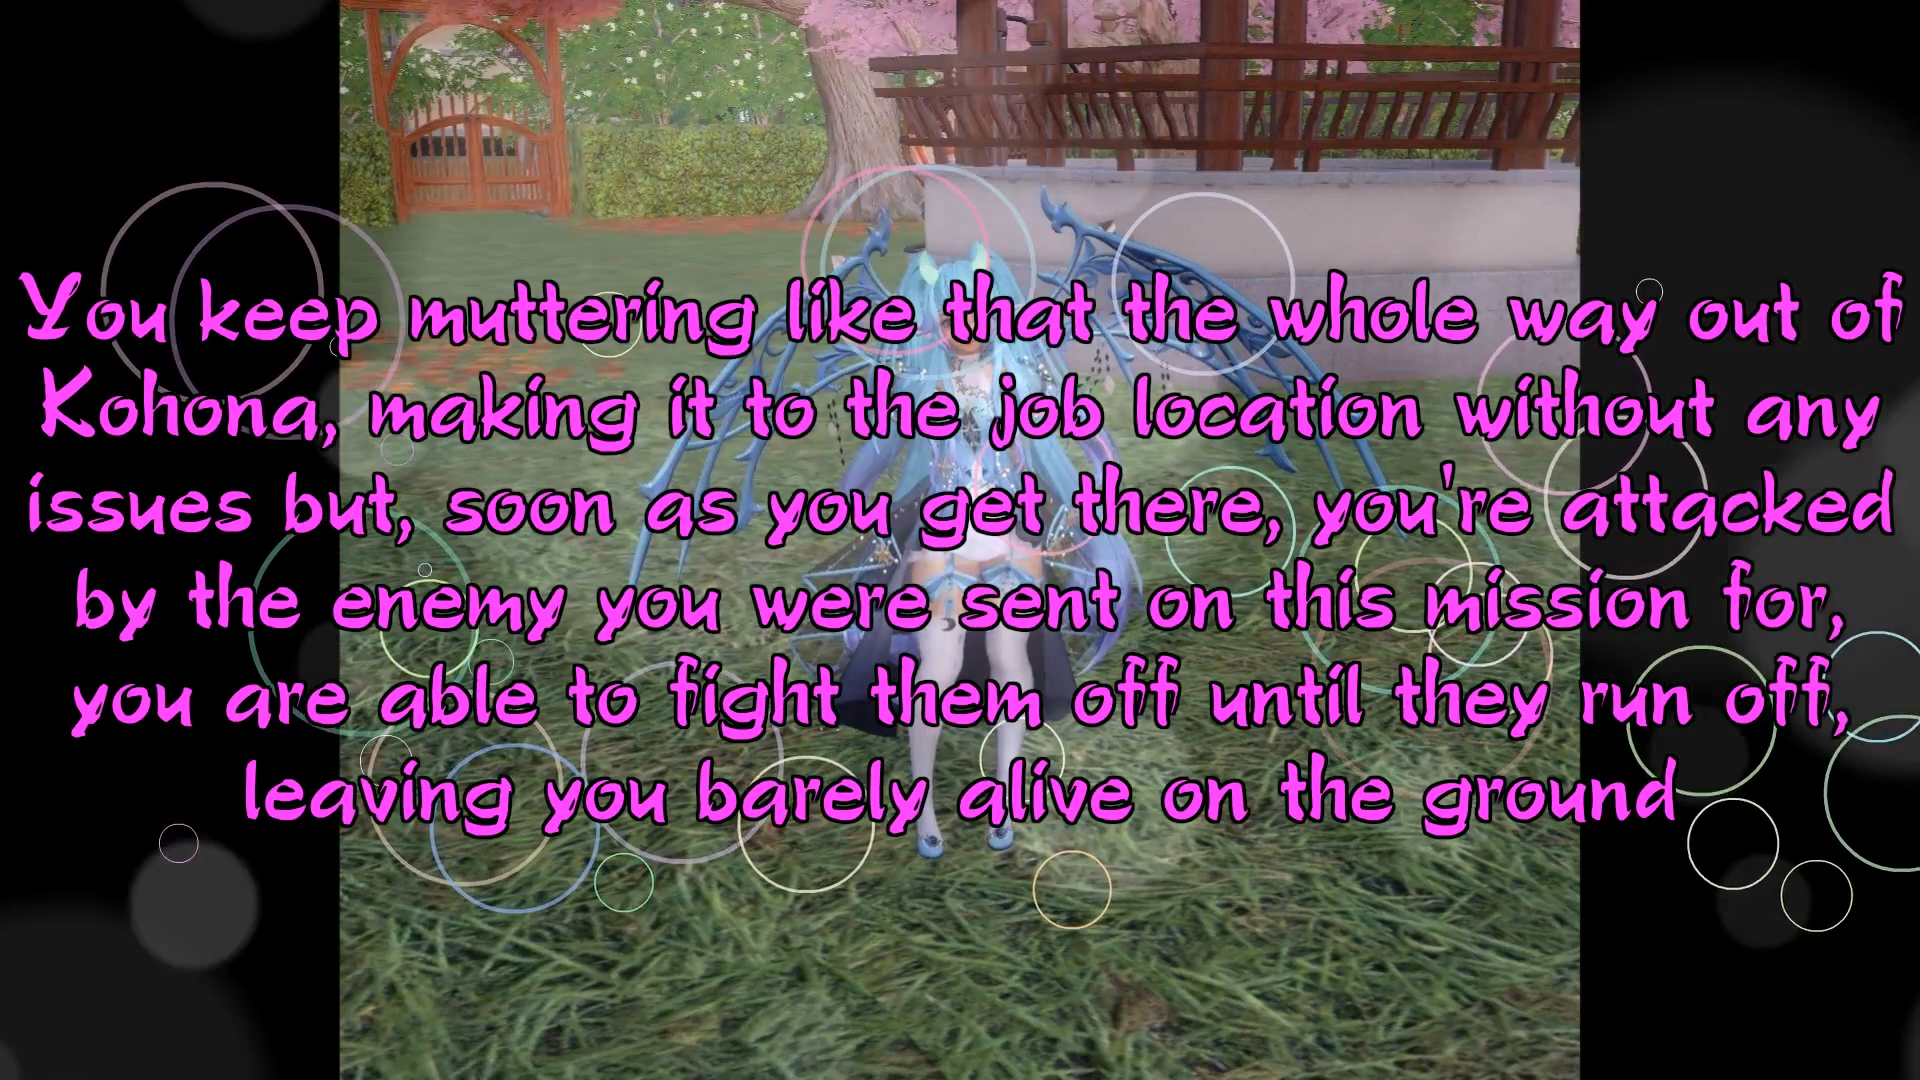 You keep muttering like that the whole way out of
Kohona, making it to the job location without any
issues but, soon as you get there, you're attacked
by the enemy you were sent on this mission for,
you are able to fight them off until they run off,
leaving you barely alive on the ground